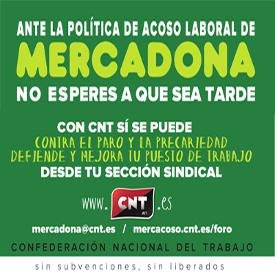 ANTE LA POLÍTICA DE ACOSO LABORAL DE
MERCADONA
NO ESPERES A QUE SEA TARDE
CON CNT SÍ SE PUEDE
CONTRA EL PARO Y LA PRECARIEDAD
DEFIENDE Y MEJORA TU PUESTO DE TRABAJO
DESDE TU SECCIÓN SINDICAL
www.CNT.es
mercadona@cnt.es / mercacoso.cnt.es/foro
CONFEDERACIÓN NACIONAL DEL TRABAJO
sin subvenciones, sin liberados